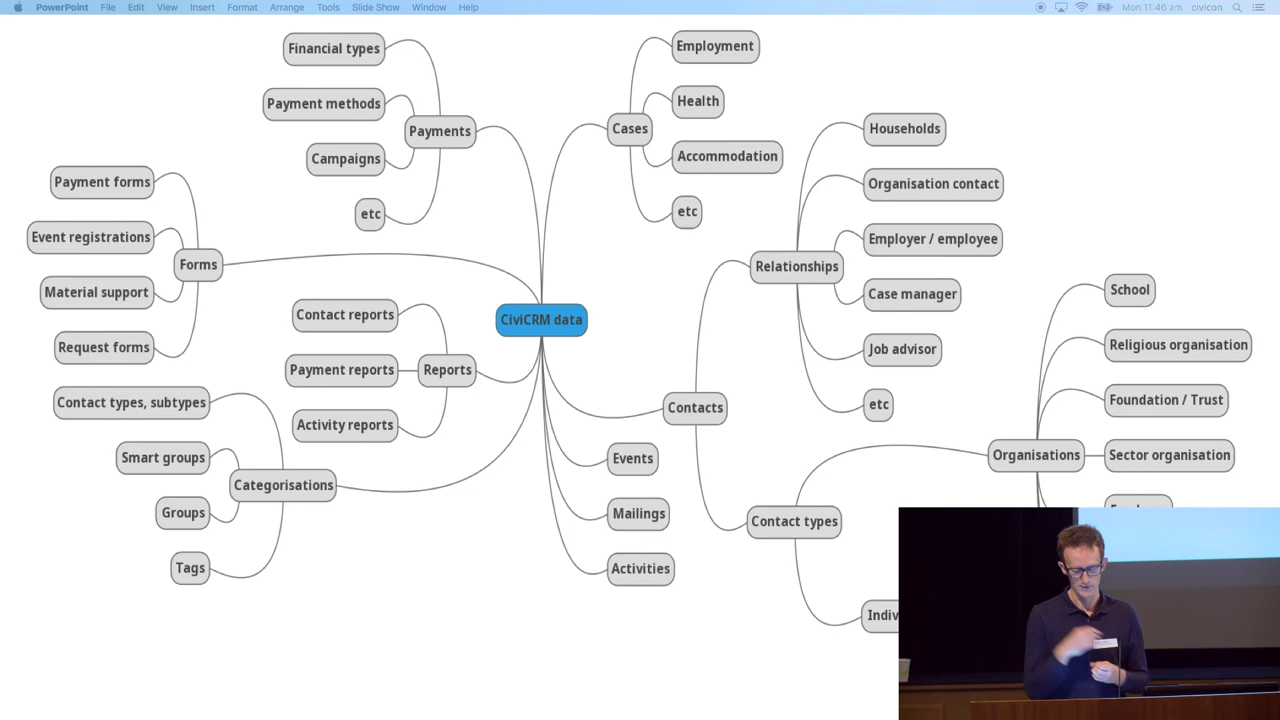 PowerPoint File Edit View Insert Format Arrange Tools Slide Show Window Help Mon 11:46 am civicon
Financial types
Payment methods
Campaigns
etc
Payments
Employment
Health
Accommodation
etc
Cases
Payment forms
Event registrations
Material support
Request forms
Forms
Households
Organisation contact
Employer / employee
Case manager
Job advisor
etc
Relationships
CiviCRM data
Contact reports
Payment reports
Activity reports
Reports
Contact types, subtypes
Smart groups
Groups
Tags
Categorisations
Contacts
Events
Mailings
Activities
Contact types
School
Religious organisation
Foundation / Trust
Sector organisation
Organisations